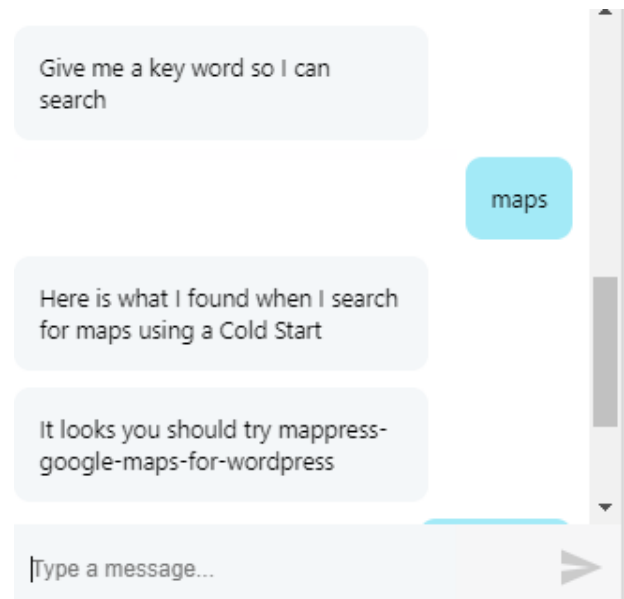 Give me a key word so I can
search
maps
Here is what I found when I search
for maps using a Cold Start
It looks you should try mappress-
google-maps-for-wordpress
Type a message...